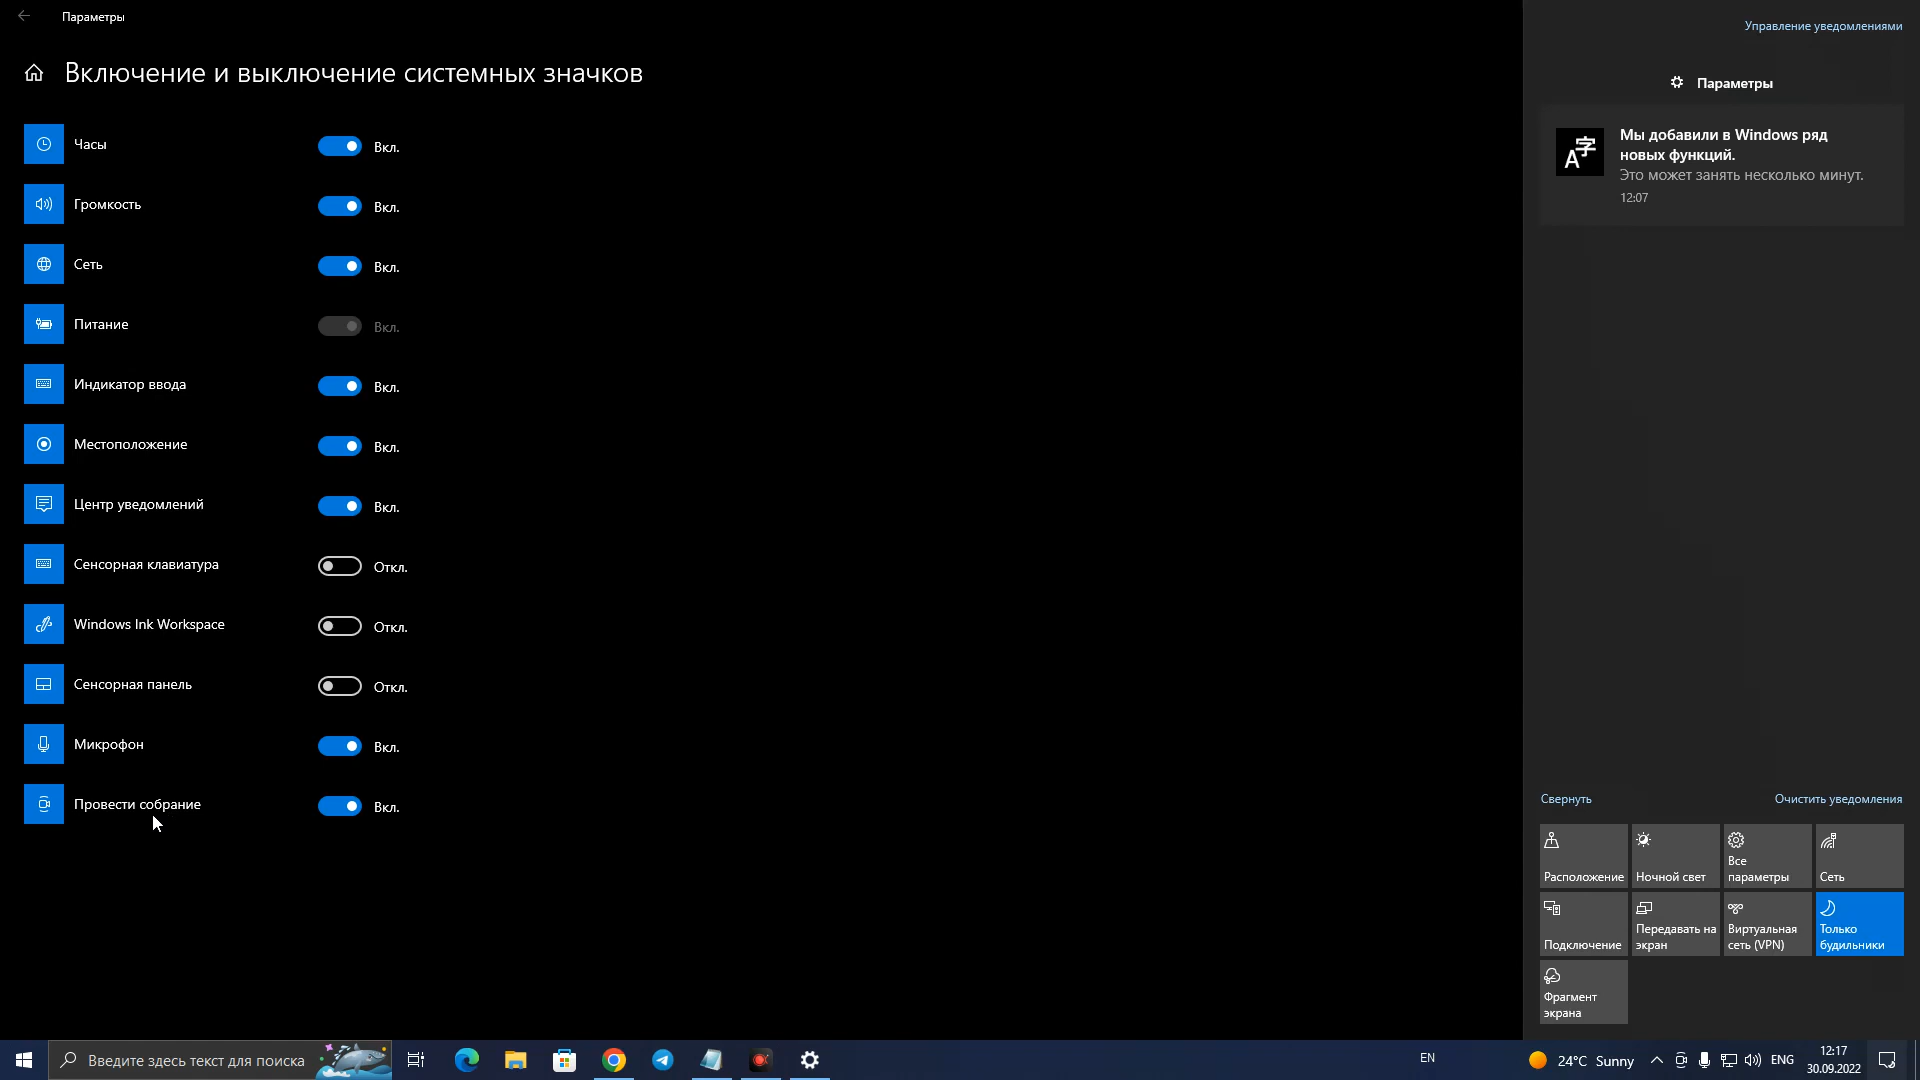 Параметры
Включение и выключение системных значков
Часы
Вкл.
Громкость
Вкл.
Сеть
Вкл.
Питание
Вкл.
Индикатор ввода
Вкл.
Местоположение
Вкл.
Центр уведомлений
Вкл.
Сенсорная клавиатура
Откл.
Windows Ink Workspace
Откл.
Сенсорная панель
Откл.
Микрофон
Вкл.
Провести собрание
Вкл.
Управление уведомлениями
Параметры
A字
Мы добавили в Windows ряд
новых функций.
Это может занять несколько минут.
12:07
Свернуть
Очистить уведомления
Расположение
Ночной свет
Все
параметры
Сеть
Подключение
Передавать на
экран
Виртуальная
сеть (VPN)
Только
будильники
Фрагмент
экрана
Введите здесь текст для поиска
EN
24°C Sunny
ENG
12:17
30.09.2022